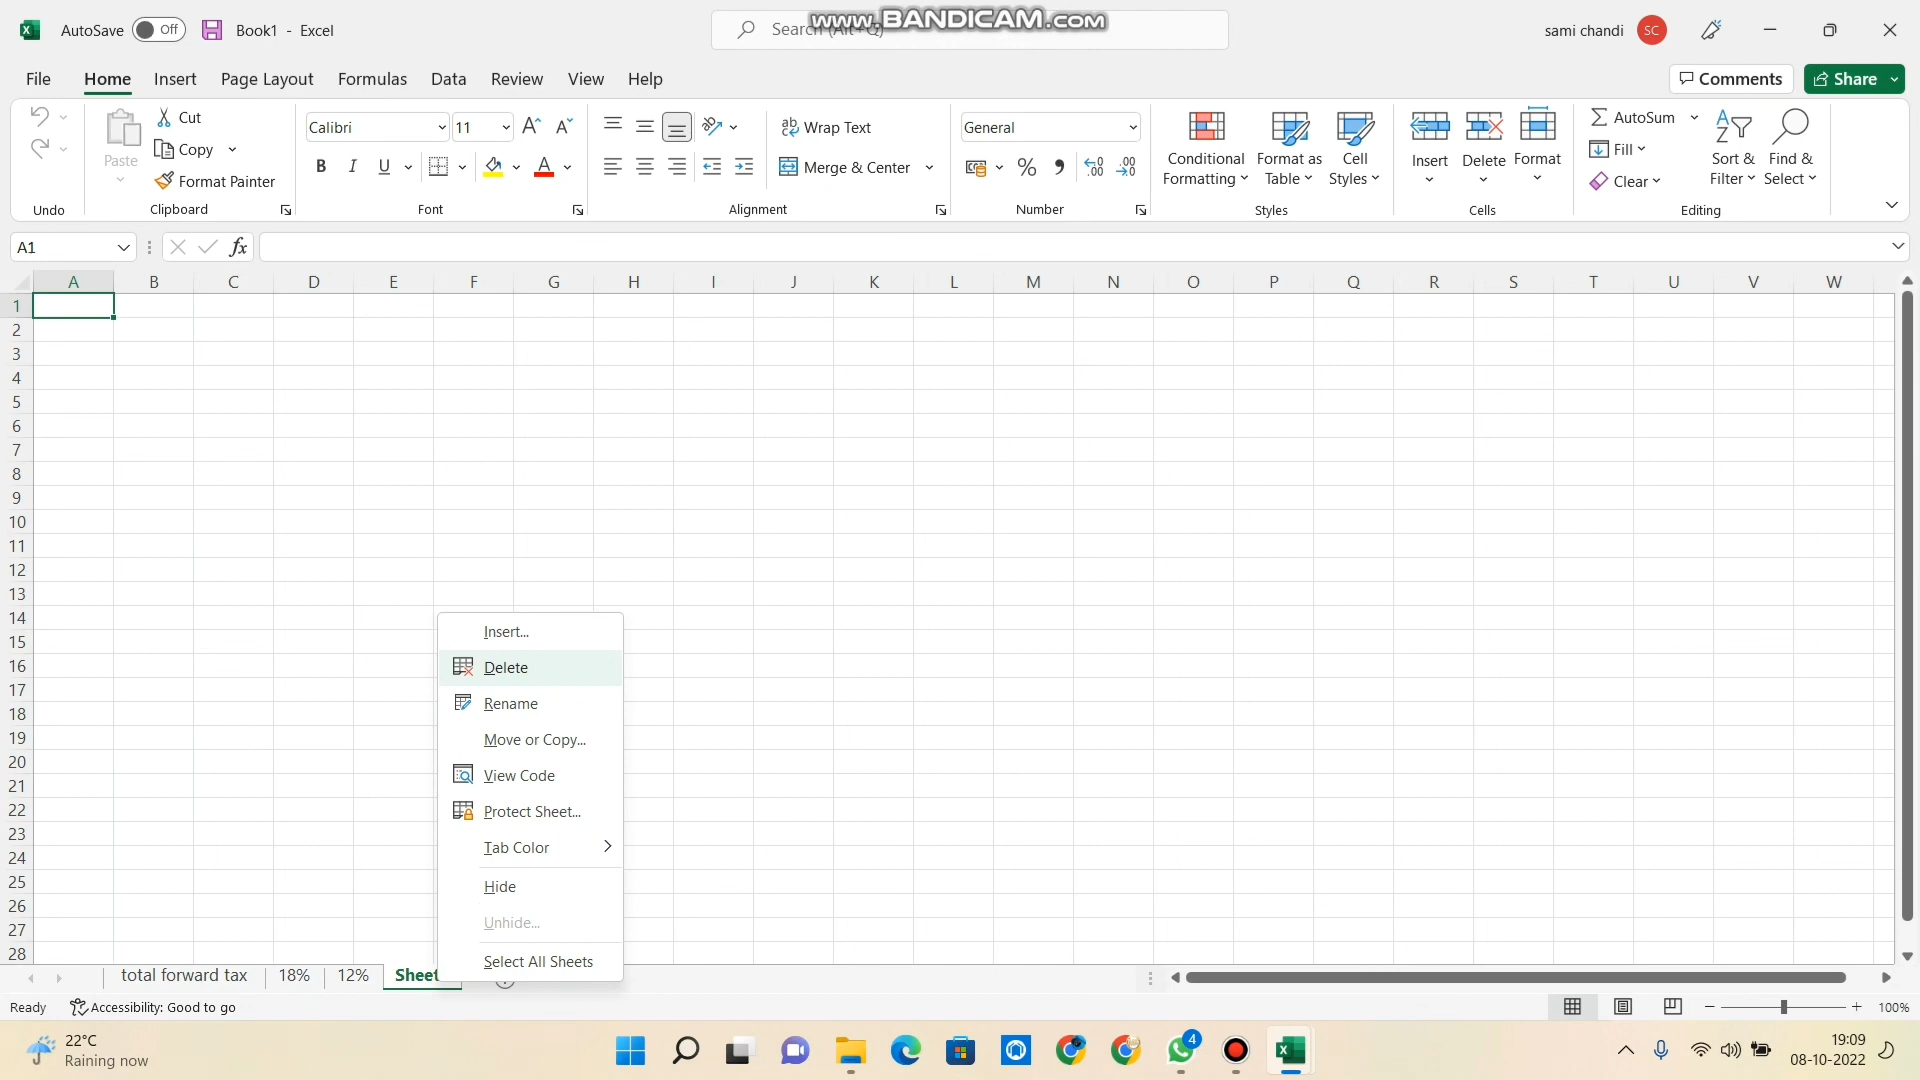 AutoSave Off Book1 - Excel
Search (Alt+Q)
www.BANDICAM.com
sami chandi SC
File Home Insert Page Layout Formulas Data Review View Help
Comments Share
Paste
Cut
Copy
Format Painter
Calibri 11
B I U A
Wrap Text
Merge & Center
General
% 9
Conditional Formatting
Format as Table
Cell Styles
Insert Delete Format
AutoSum
Fill
Clear
Sort & Filter
Find & Select
Undo Clipboard Font Alignment Number Styles Cells Editing
A1 fx
A B C D E F G H I J K L M N O P Q R S T U V W
1
2
3
4
5
6
7
8
9
10
11
12
13
14
15
16
17
18
19
20
21
22
23
24
25
26
27
28
Insert...
Delete
Rename
Move or Copy...
View Code
Protect Sheet...
Tab Color
Hide
Unhide...
Select All Sheets
total forward tax 18% 12% Sheet
Ready Accessibility: Good to go 100%
22°C
Raining now
4
19:09
08-10-2022